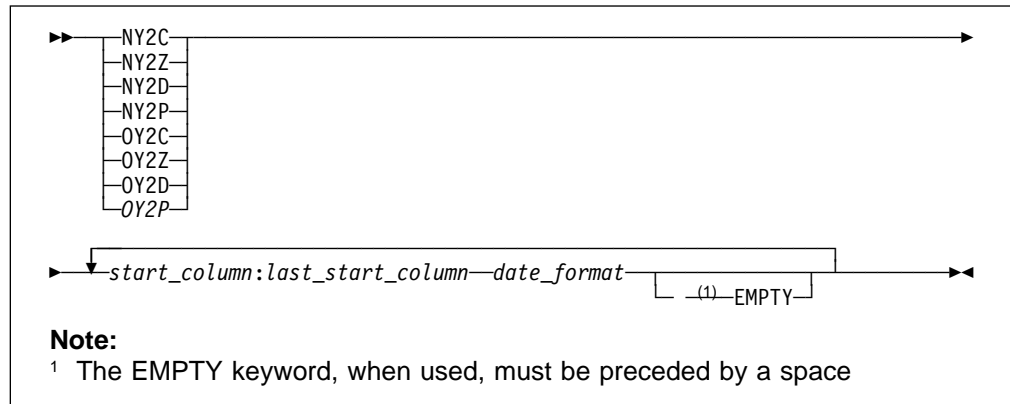 NY2C
NY2Z
NY2D
NY2P
OY2C
OY2Z
OY2D
OY2P
start_column:last_start_column date_format
(1) EMPTY
Note:
1 The EMPTY keyword, when used, must be preceded by a space